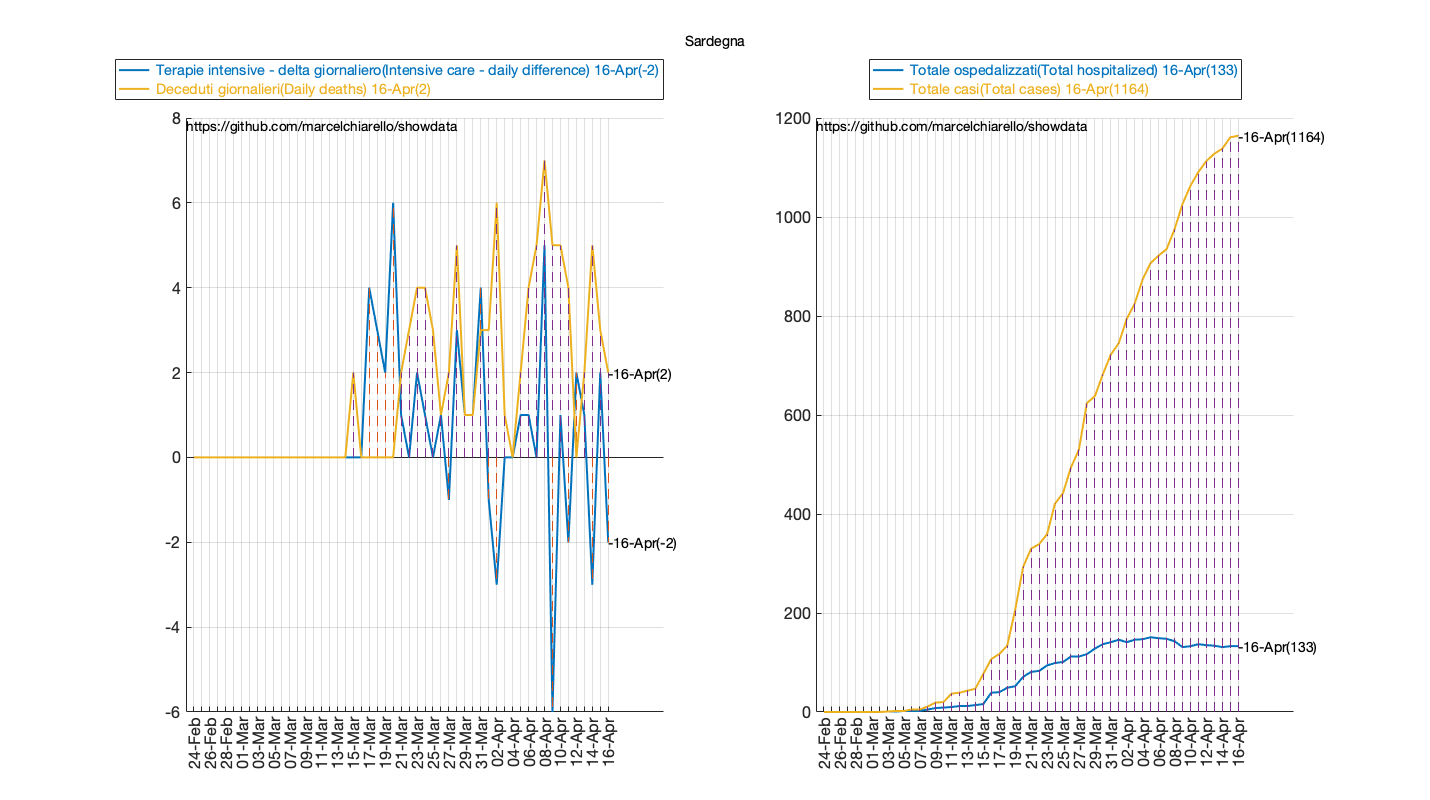 Sardegna
Terapie intensive - delta giornaliero(Intensive care - daily difference) 16-Apr(-2)
Deceduti giornalieri(Daily deaths) 16-Apr(2)
https://github.com/marcelchiarello/showdata
8
6
4
2
0
-2
-4
-6
-16-Apr(2)
-16-Apr(-2)
24-Feb
26-Feb
28-Feb
01-Mar
03-Mar
05-Mar
07-Mar
09-Mar
11-Mar
13-Mar
15-Mar
17-Mar
19-Mar
21-Mar
23-Mar
25-Mar
27-Mar
29-Mar
31-Mar
02-Apr
04-Apr
06-Apr
08-Apr
10-Apr
12-Apr
14-Apr
16-Apr
Totale ospedalizzati(Total hospitalized) 16-Apr(133)
Totale casi(Total cases) 16-Apr(1164)
https://github.com/marcelchiarello/showdata
1200
1000
800
600
400
200
0
-16-Apr(1164)
-16-Apr(133)
24-Feb
26-Feb
28-Feb
01-Mar
03-Mar
05-Mar
07-Mar
09-Mar
11-Mar
13-Mar
15-Mar
17-Mar
19-Mar
21-Mar
23-Mar
25-Mar
27-Mar
29-Mar
31-Mar
02-Apr
04-Apr
06-Apr
08-Apr
10-Apr
12-Apr
14-Apr
16-Apr